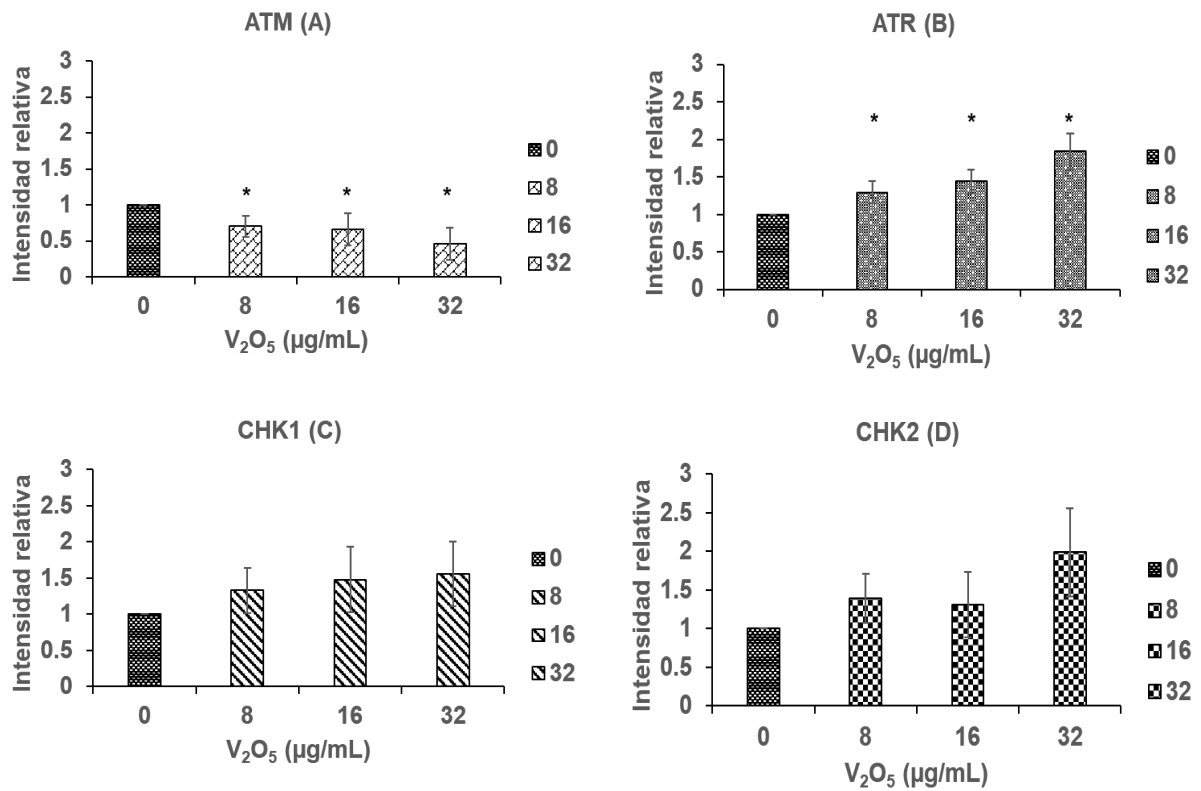 ATM (A)
Intensidad relativa
3
2.5
2
1.5
1
0.5
0
* * *
0 8 16 32
V₂O₅ (µg/mL)
0
8
16
32
ATR (B)
Intensidad relativa
3
2.5
2
1.5
1
0.5
0
* * *
0 8 16 32
V₂O₅ (µg/mL)
0
8
16
32
CHK1 (C)
Intensidad relativa
3
2.5
2
1.5
1
0.5
0
0 8 16 32
V₂O₅ (µg/mL)
0
8
16
32
CHK2 (D)
Intensidad relativa
3
2.5
2
1.5
1
0.5
0
0 8 16 32
V₂O₅ (µg/mL)
0
8
16
32